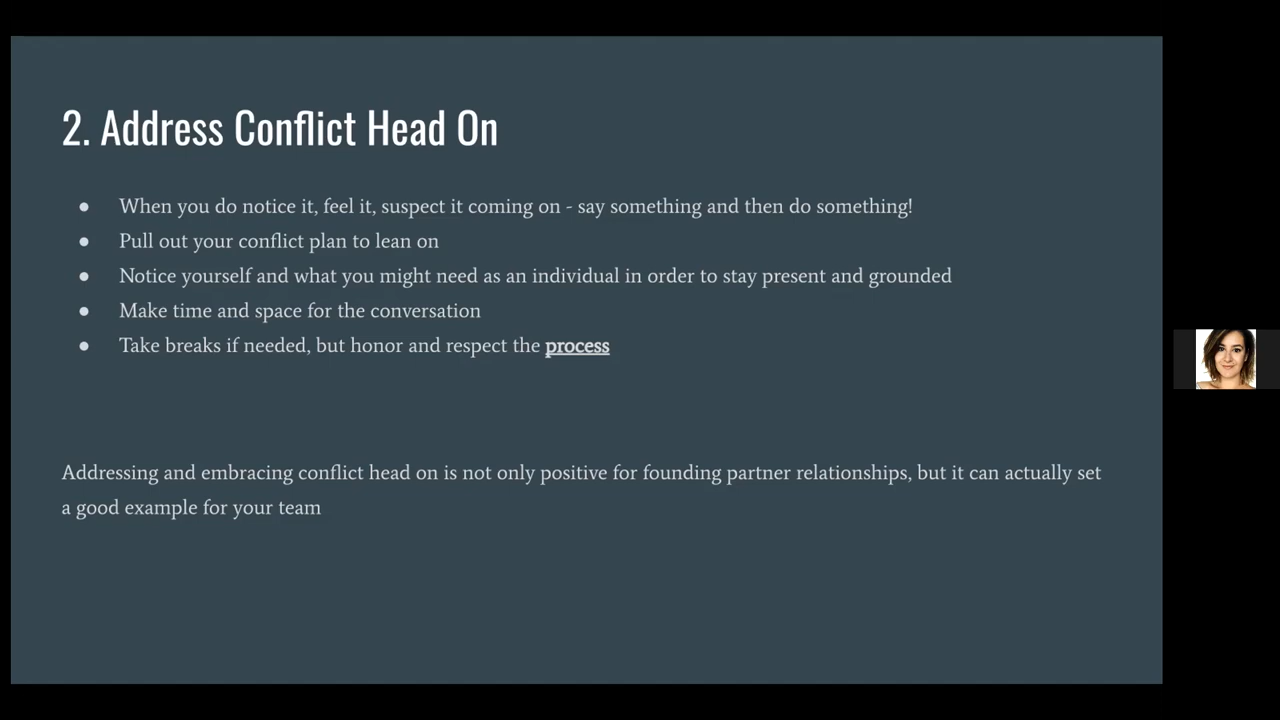 2. Address Conflict Head On
● When you do notice it, feel it, suspect it coming on - say something and then do something!
● Pull out your conflict plan to lean on
● Notice yourself and what you might need as an individual in order to stay present and grounded
● Make time and space for the conversation
● Take breaks if needed, but honor and respect the process
Addressing and embracing conflict head on is not only positive for founding partner relationships, but it can actually set
a good example for your team